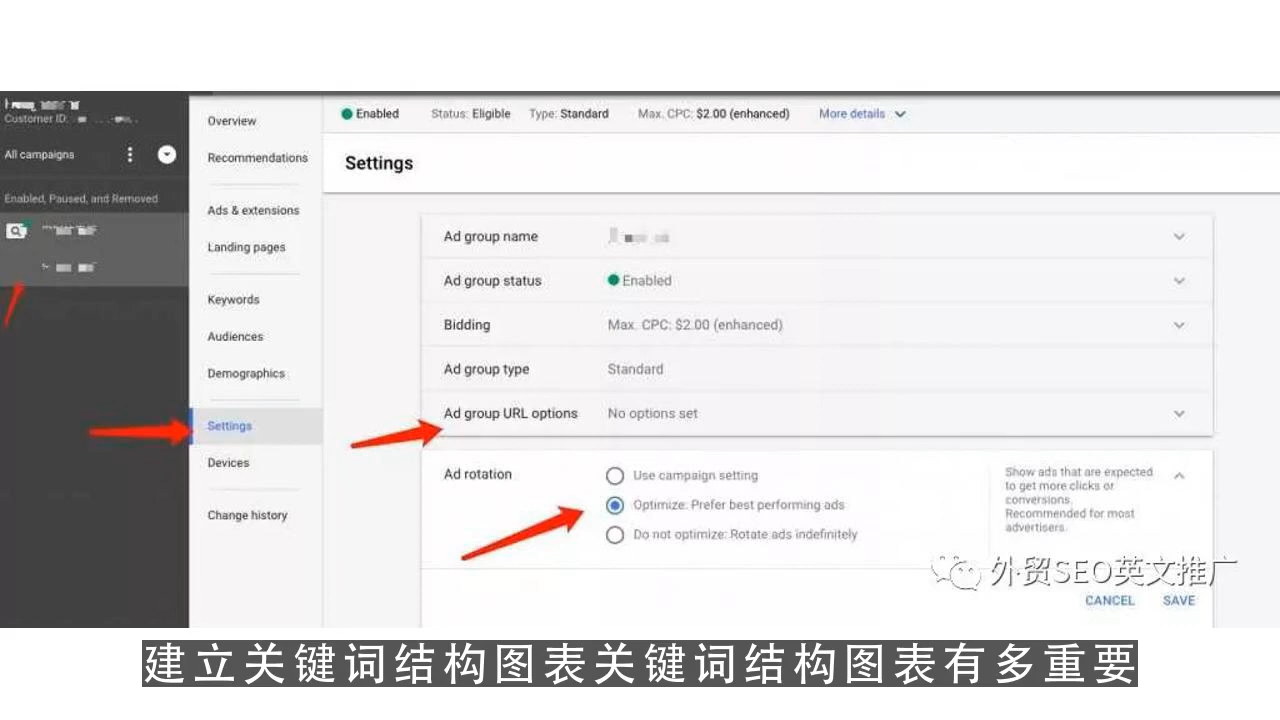 Customer ID:
All campaigns
Enabled, Paused, and Removed
Overview
Recommendations
Ads & extensions
Landing pages
Keywords
Audiences
Demographics
Settings
Devices
Change history
Enabled Status: Eligible Type: Standard Max. CPC: $2.00 (enhanced) More details
Settings
Ad group name
Ad group status Enabled
Bidding Max. CPC: $2.00 (enhanced)
Ad group type Standard
Ad group URL options No options set
Ad rotation
Use campaign setting
Optimize: Prefer best performing ads
Do not optimize: Rotate ads indefinitely
Show ads that are expected
to get more clicks or
conversions.
Recommended for most
advertisers.
外贸SEO英文推广
CANCEL SAVE
建立关键词结构图表关键词结构图表有多重要